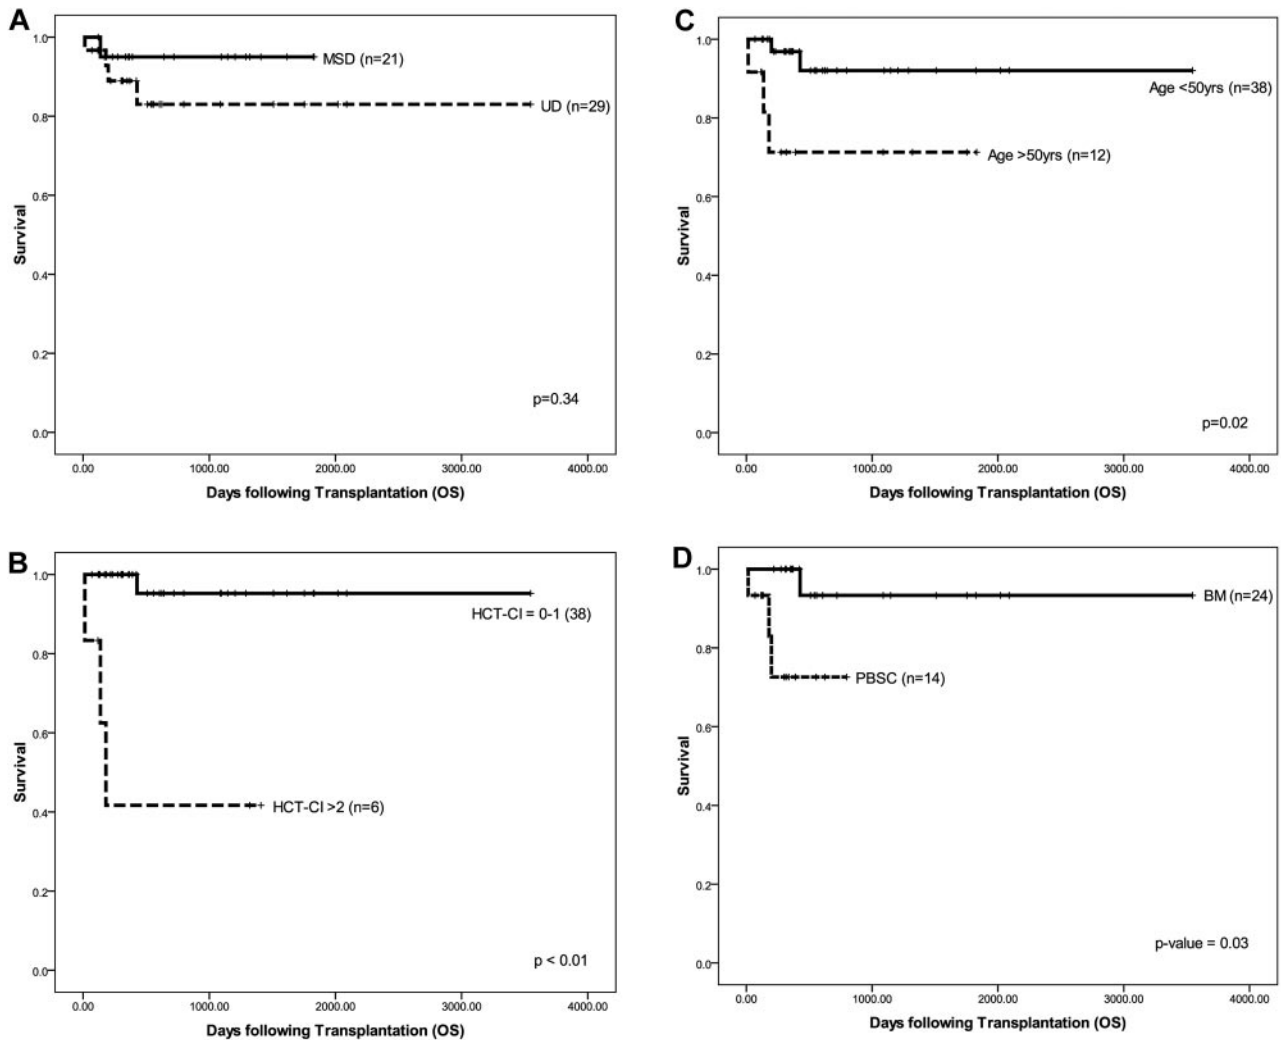 A
1.0
0.8
0.6
0.4
0.2
0.0
Survival
MSD (n=21)
UD (n=29)
p=0.34
0.00 1000.00 2000.00 3000.00 4000.00
Days following Transplantation (OS)
C
1.0
0.8
0.6
0.4
0.2
0.0
Survival
Age <50yrs (n=38)
Age >50yrs (n=12)
p=0.02
0.00 1000.00 2000.00 3000.00 4000.00
Days following Transplantation (OS)
B
1.0
0.8
0.6
0.4
0.2
0.0
Survival
HCT-CI = 0-1 (38)
HCT-CI >2 (n=6)
p < 0.01
0.00 1000.00 2000.00 3000.00 4000.00
Days following Transplantation (OS)
D
1.0
0.8
0.6
0.4
0.2
0.0
Survival
BM (n=24)
PBSC (n=14)
p-value = 0.03
0.00 1000.00 2000.00 3000.00 4000.00
Days following Transplantation (OS)